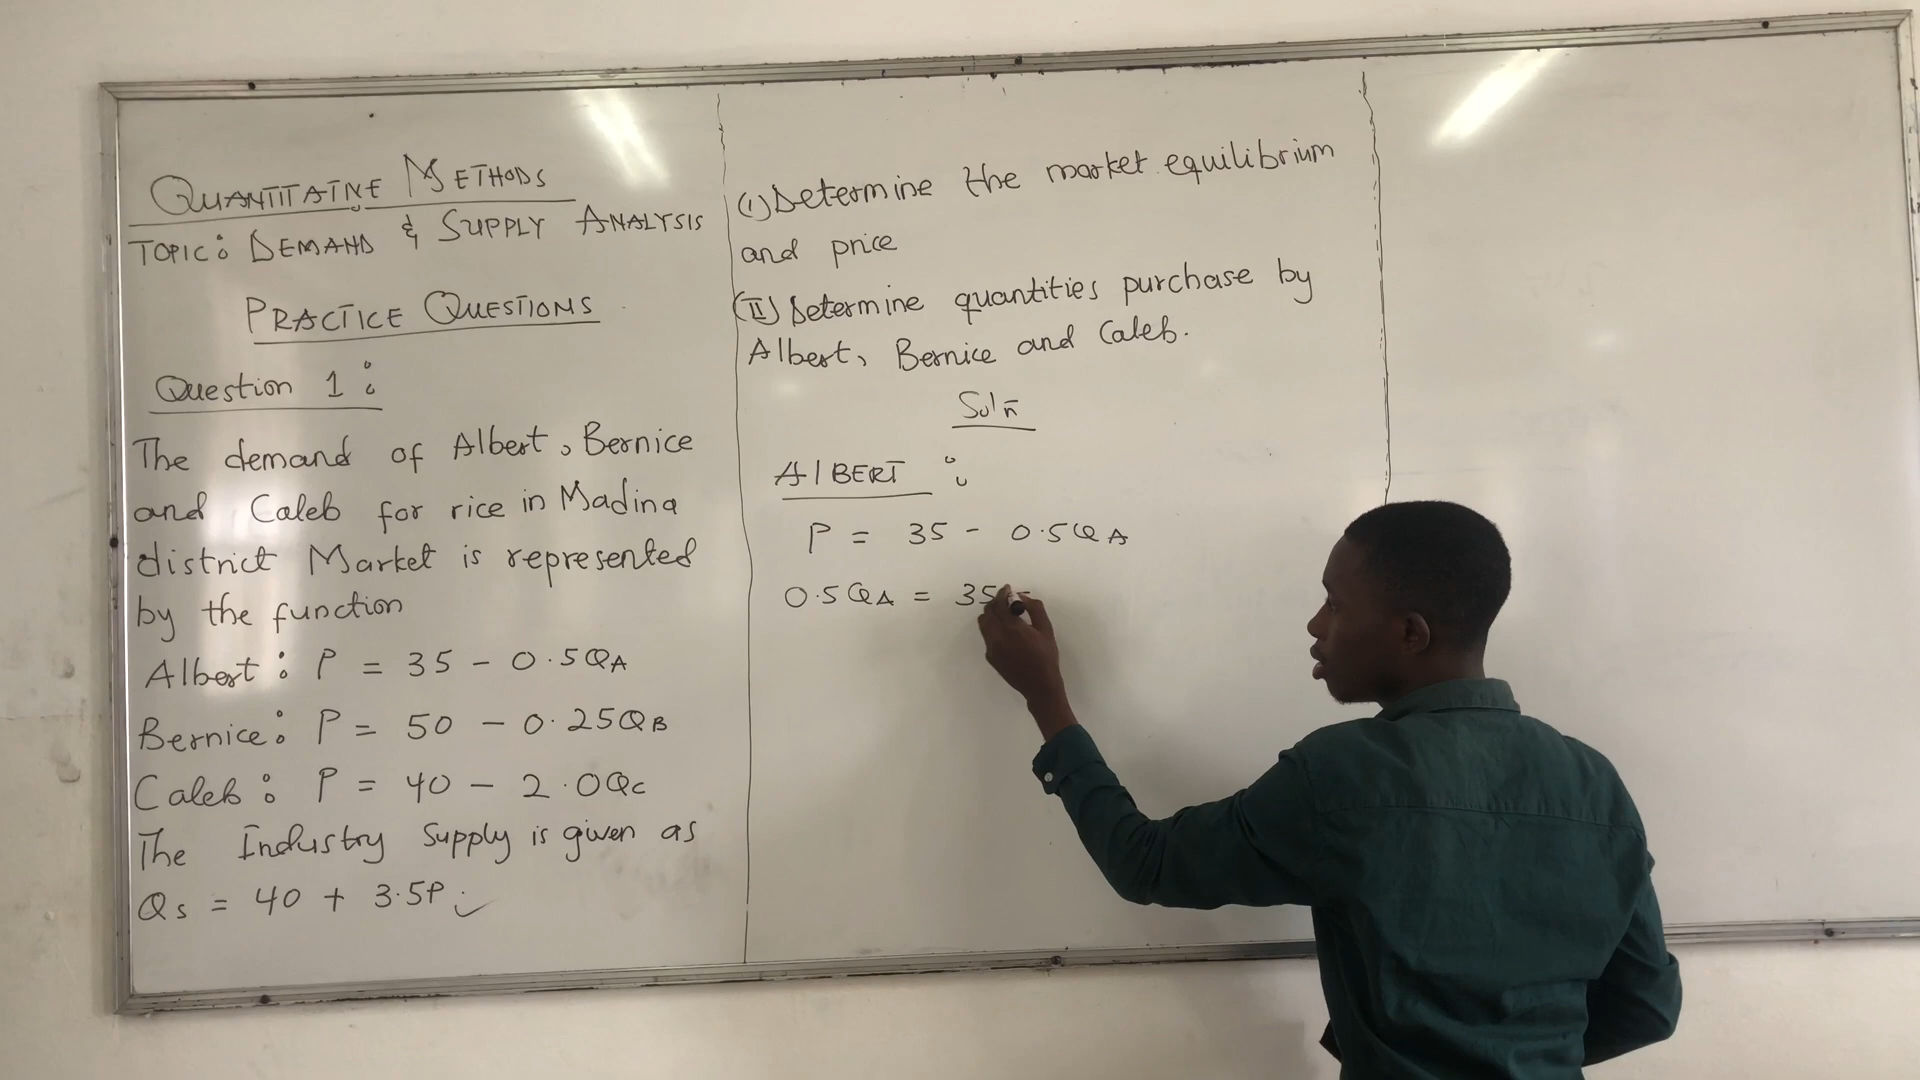 QUANTITATIVE METHODS
TOPIC: DEMAND & SUPPLY ANALYSIS
PRACTICE QUESTIONS
Question 1:
The demand of Albert, Bernice
and Caleb for rice in Madina
district Market is represented
by the function
Albert: P = 35 - 0.5QA
Bernice: P = 50 - 0.25QB
Caleb: P = 40 - 2.0Qc
The Industry Supply is given as
Qs = 40 + 3.5P
(i) Determine the market equilibrium
and price
(II) Determine quantities purchase by
Albert, Bernice and Caleb.
Soln
AlBERT:
P = 35 - 0.5QA
0.5QA = 35 -